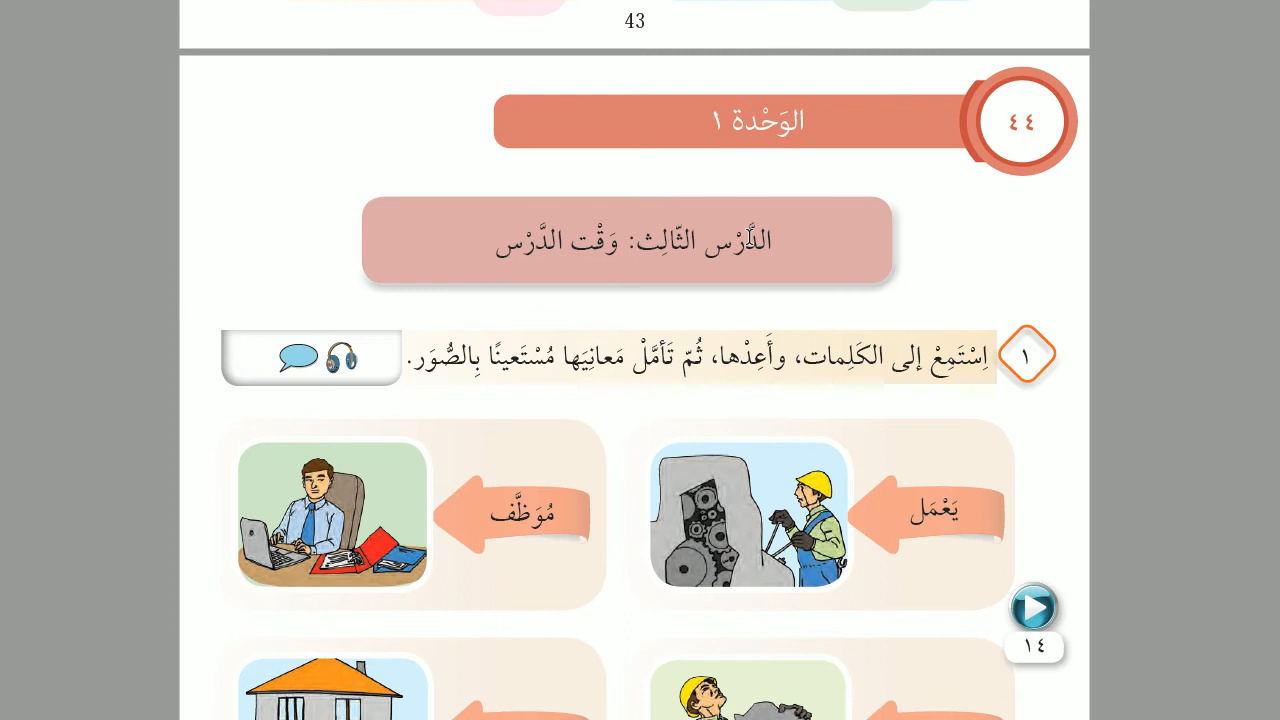 43
٤٤
الوَحْدة ١
الدَّرْس الثّالِث: وَقْت الدَّرْس
١
اِسْتَمِعْ إلى الكَلِمات، وأَعِدْها، ثُمّ تَأمَّلْ مَعانِيَها مُسْتَعينًا بِالصُّوَر.
يَعْمَل
مُوَظَّف
١٤